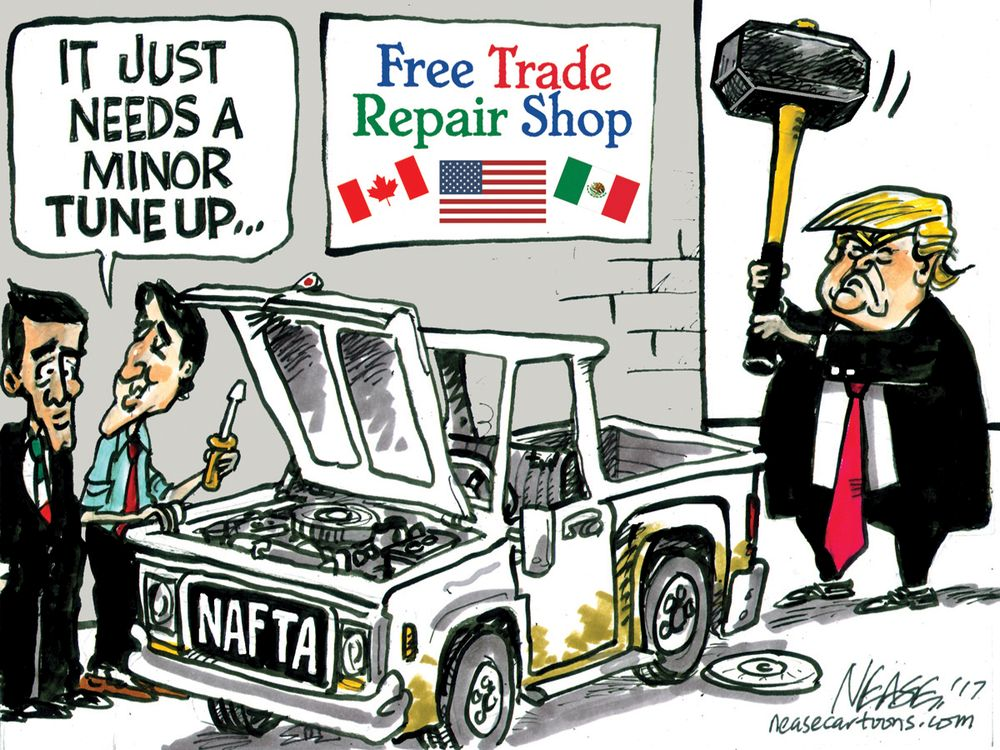 IT JUST
NEEDS A
MINOR
TUNE UP...
Free Trade
Repair Shop
NAFTA
NEASE '17
neasecartoons.com